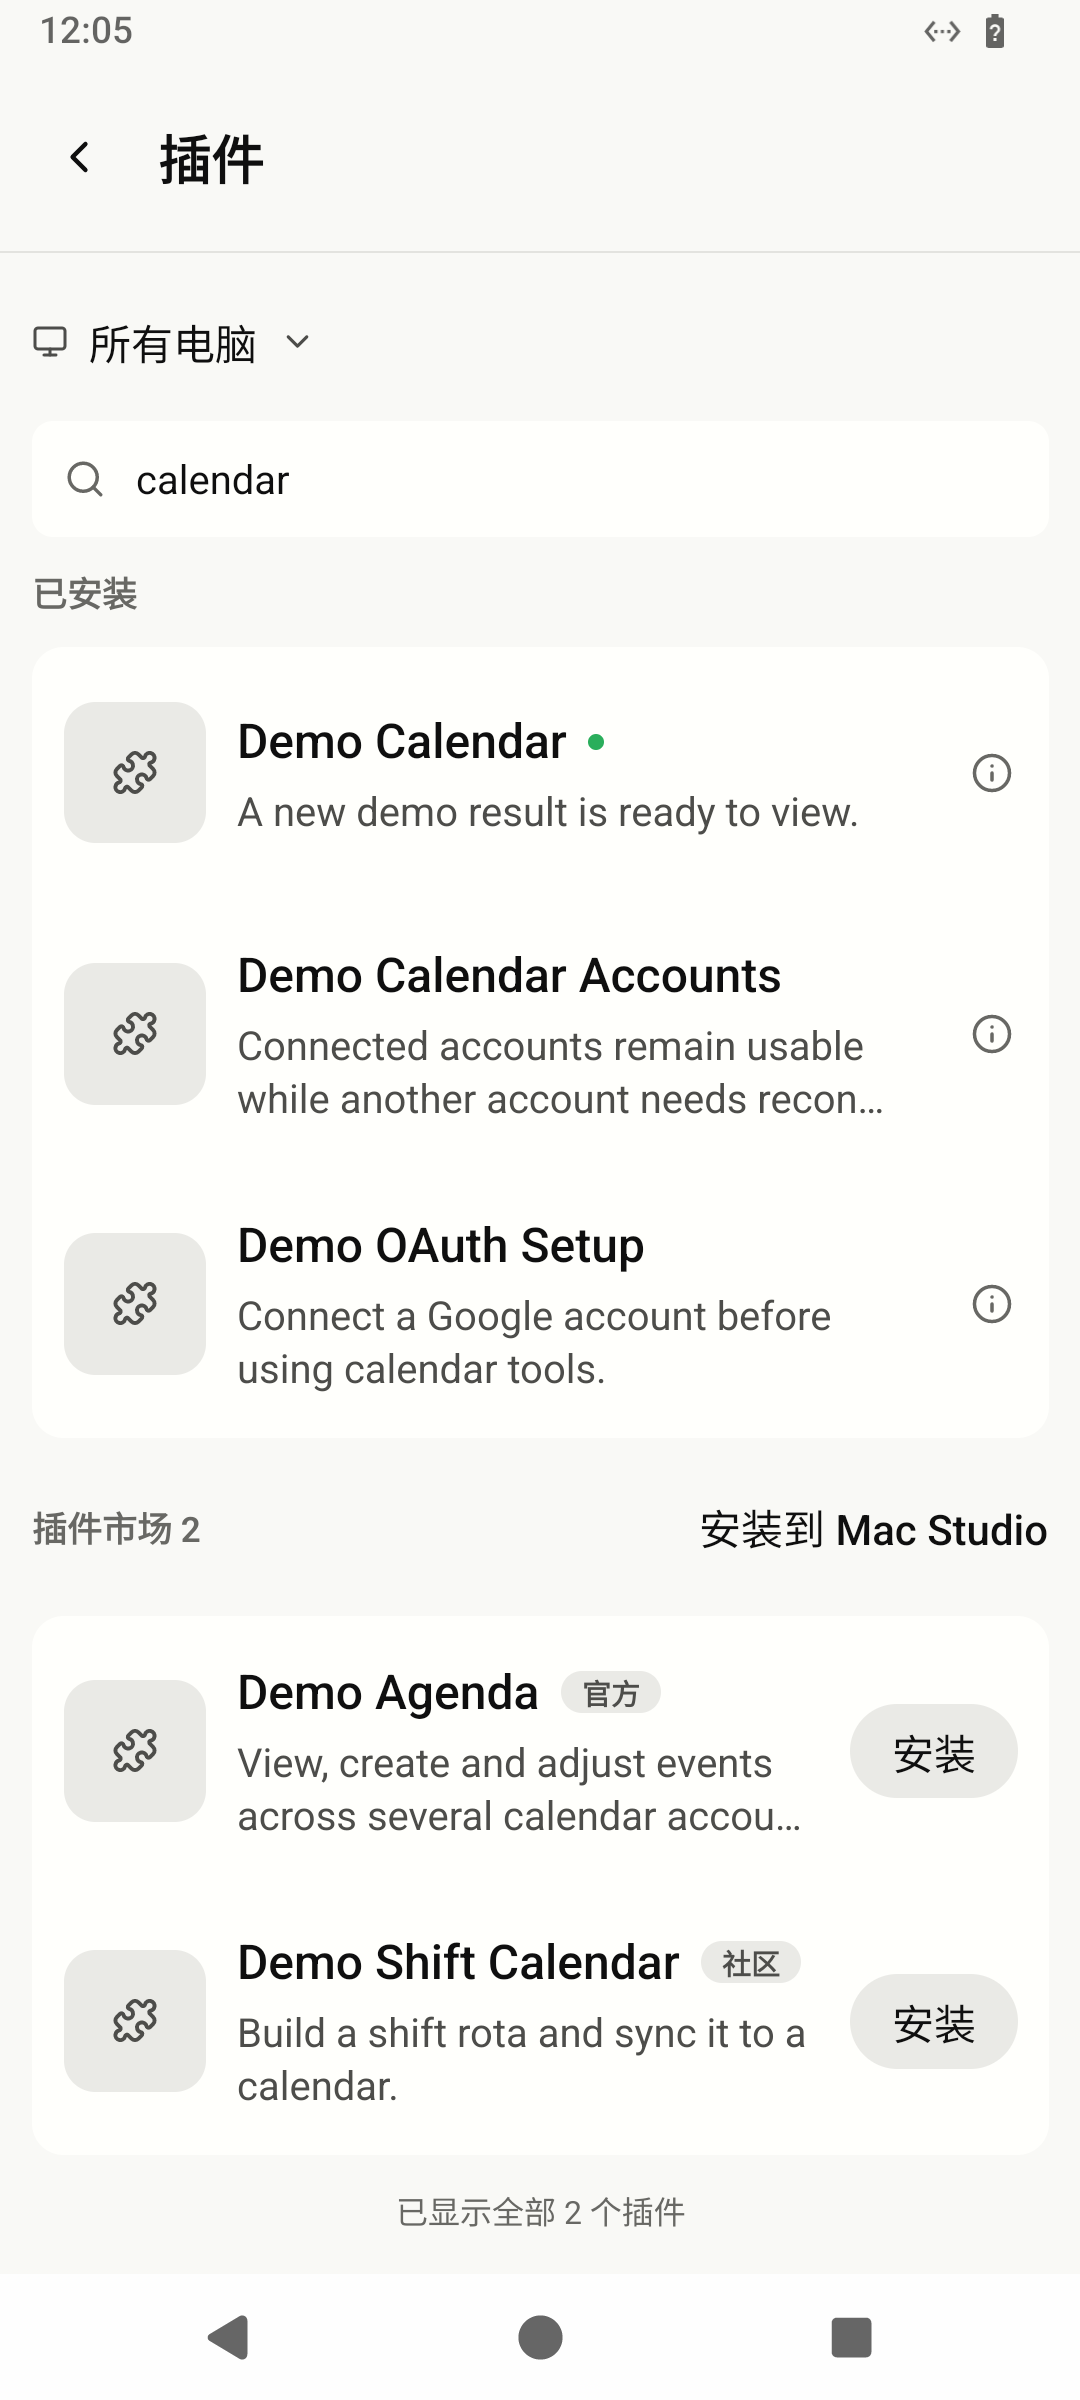 12:05
插件
所有电脑
calendar
已安装
Demo Calendar
A new demo result is ready to view.
Demo Calendar Accounts
Connected accounts remain usable
while another account needs recon…
Demo OAuth Setup
Connect a Google account before
using calendar tools.
插件市场 2
安装到 Mac Studio
Demo Agenda 官方
View, create and adjust events
across several calendar accou…
安装
Demo Shift Calendar 社区
Build a shift rota and sync it to a
calendar.
安装
已显示全部 2 个插件